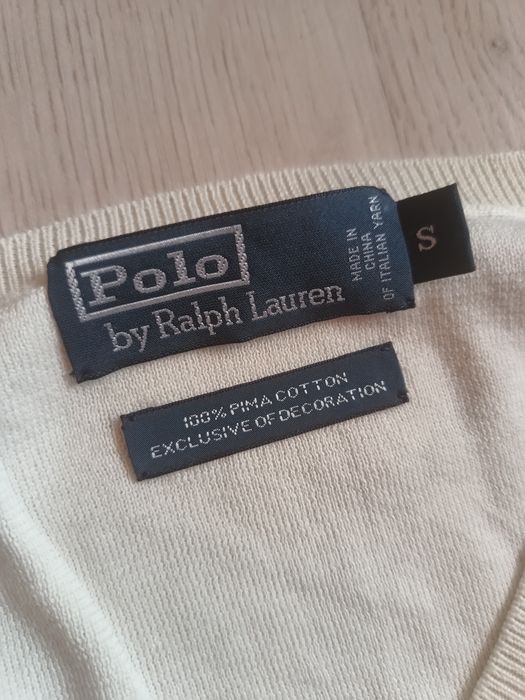 Polo
by Ralph Lauren
MADE IN
CHINA
OF ITALIAN YARN
S
100% PIMA COTTON
EXCLUSIVE OF DECORATION